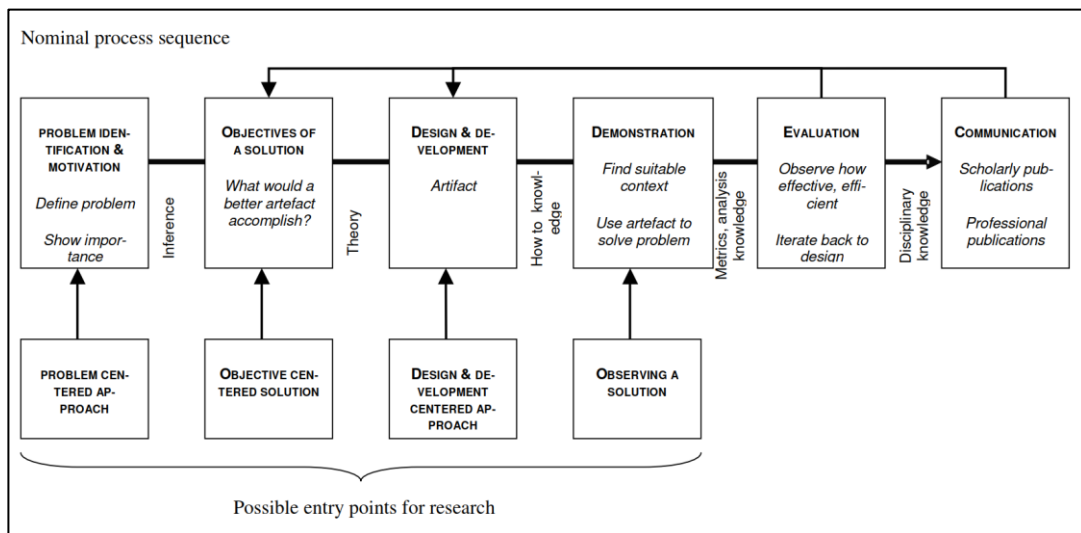 Nominal process sequence
PROBLEM IDEN-
TIFICATION &
MOTIVATION
Define problem
Show impor-
tance
Inference
OBJECTIVES OF
A SOLUTION
What would a
better artefact
accomplish?
Theory
DESIGN & DE-
VELOPMENT
Artifact
How to knowl-
edge
DEMONSTRATION
Find suitable
context
Use artefact to
solve problem
Metrics, analysis
knowledge
EVALUATION
Observe how
effective, effi-
cient
Iterate back to
design
Disciplinary
knowledge
COMMUNICATION
Scholarly pub-
lications
Professional
publications
PROBLEM CEN-
TERED AP-
PROACH
OBJECTIVE CEN-
TERED SOLUTION
DESIGN & DE-
VELOPMENT
CENTERED AP-
PROACH
OBSERVING A
SOLUTION
Possible entry points for research